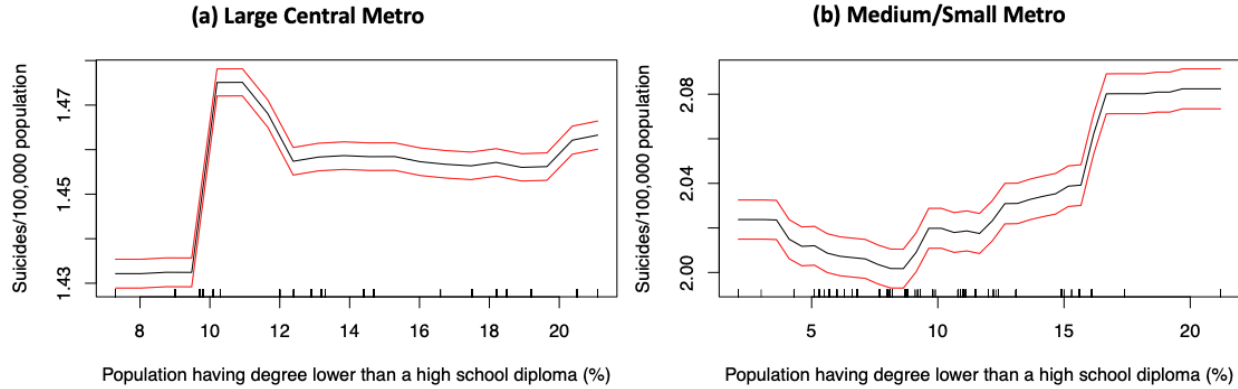 (a) Large Central Metro
(b) Medium/Small Metro
Suicides/100,000 population
1.47
1.45
1.43
8 10 12 14 16 18 20
Population having degree lower than a high school diploma (%)
Suicides/100,000 population
2.08
2.04
2.00
5 10 15 20
Population having degree lower than a high school diploma (%)